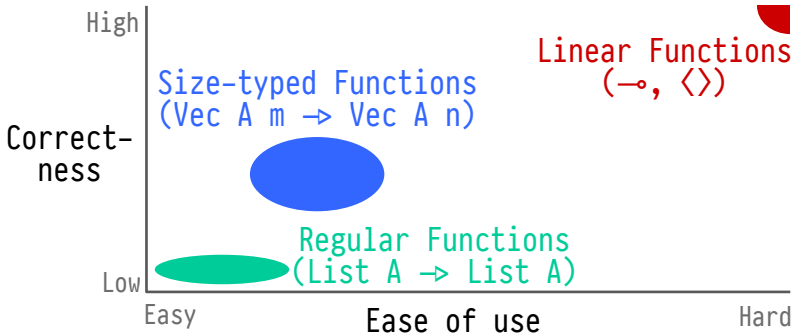 High
Linear Functions
(⊸, ⟨⟩)
Size-typed Functions
(Vec A m → Vec A n)
Correct-
ness
Regular Functions
(List A → List A)
Low
Easy
Ease of use
Hard